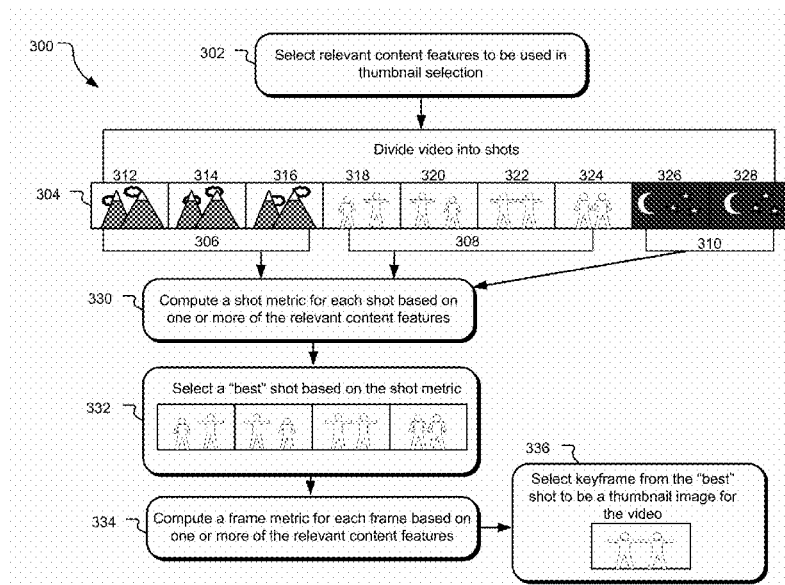 300
302
Select relevant content features to be used in
thumbnail selection
Divide video into shots
312 314 316 318 320 322 324 326 328
304
306 308 310
330
Compute a shot metric for each shot based on
one or more of the relevant content features
332
Select a "best" shot based on the shot metric
334
Compute a frame metric for each frame based on
one or more of the relevant content features
336
Select keyframe from the "best"
shot to be a thumbnail image for
the video